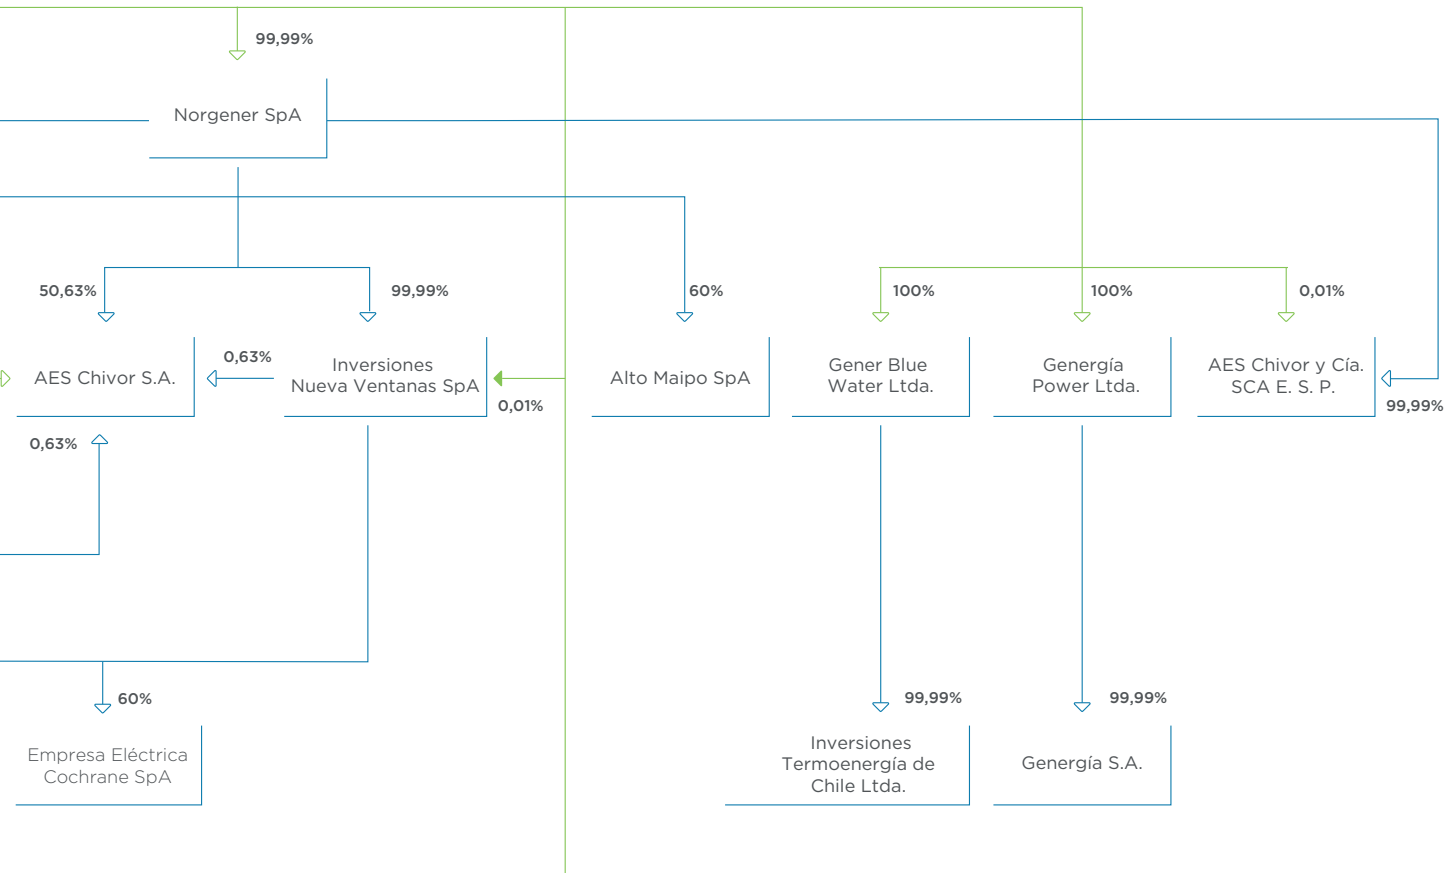 99,99%
Norgener SpA
50,63%
99,99%
60%
100%
100%
0,01%
AES Chivor S.A.
0,63%
Inversiones
Nueva Ventanas SpA
0,01%
Alto Maipo SpA
Gener Blue
Water Ltda.
Genergía
Power Ltda.
AES Chivor y Cía.
SCA E. S. P.
99,99%
0,63%
60%
99,99%
99,99%
Empresa Eléctrica
Cochrane SpA
Inversiones
Termoenergía de
Chile Ltda.
Genergía S.A.